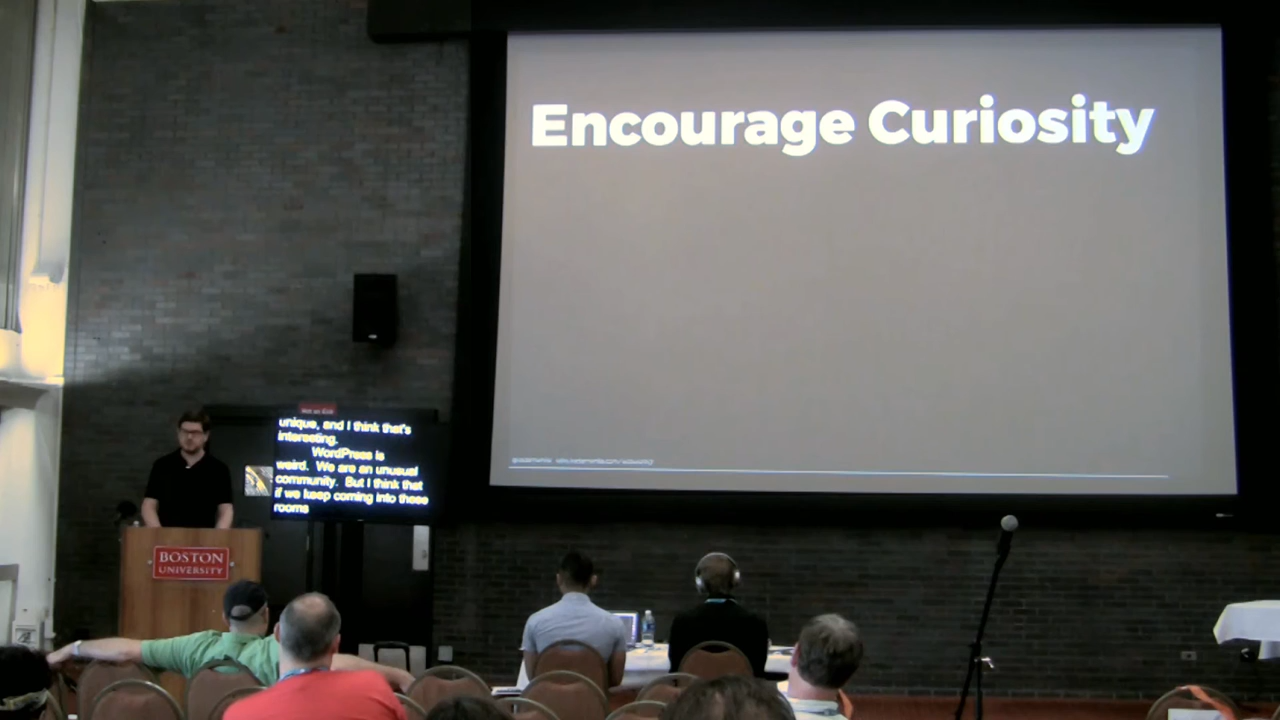 Encourage Curiosity
unique, and I think that's
interesting.
WordPress is
weird. We are an unusual
community. But I think that
if we keep coming into these
rooms
BOSTON
UNIVERSITY